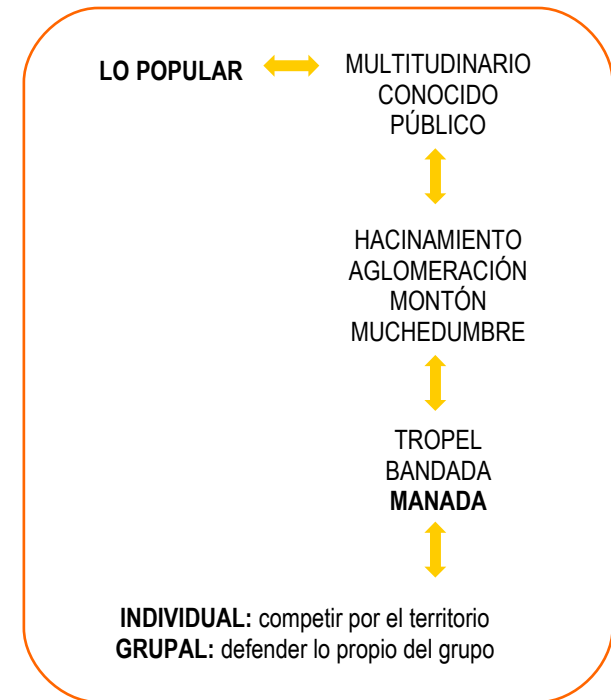 LO POPULAR
MULTITUDINARIO
CONOCIDO
PÚBLICO
HACINAMIENTO
AGLOMERACIÓN
MONTÓN
MUCHEDUMBRE
TROPEL
BANDADA
MANADA
INDIVIDUAL: competir por el territorio
GRUPAL: defender lo propio del grupo